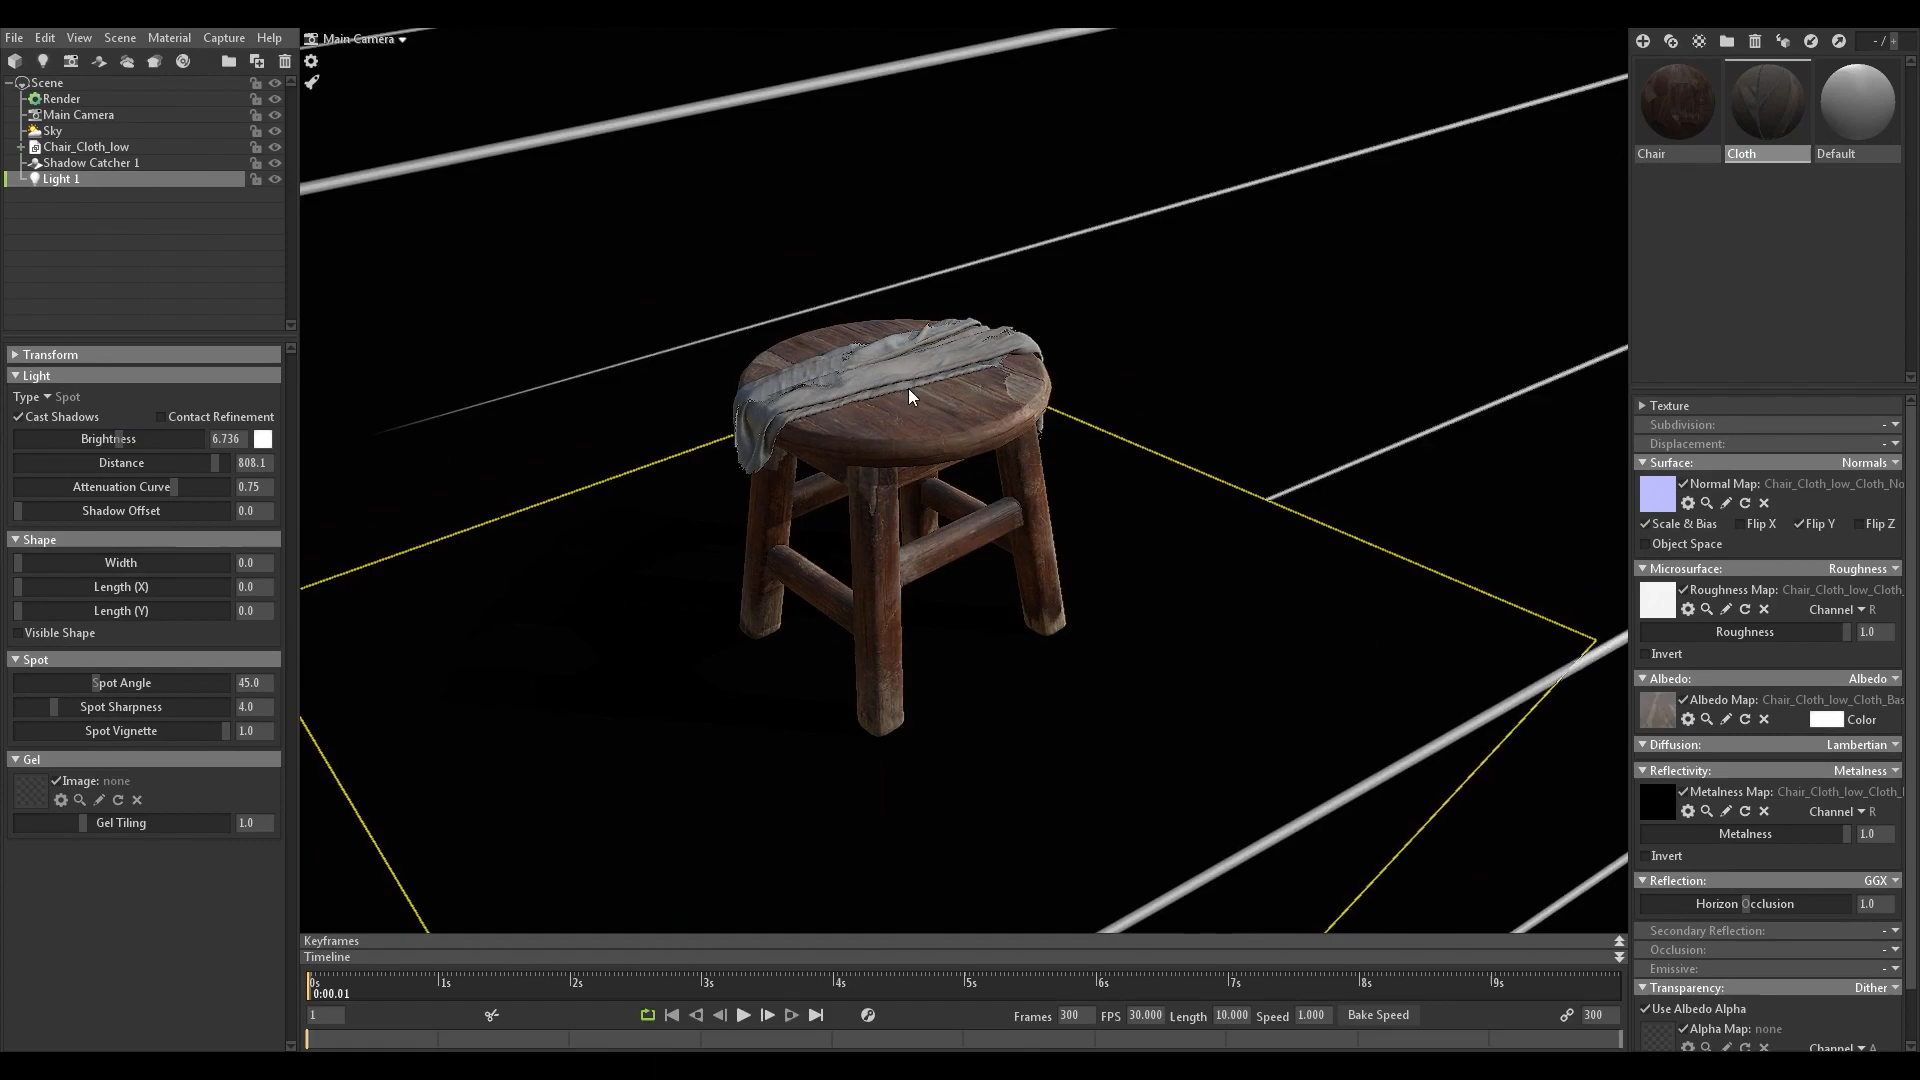 File Edit View Scene Material Capture Help
Main Camera
Scene
Render
Main Camera
Sky
Chair_Cloth_low
Shadow Catcher 1
Light 1
Transform
Light
Type Spot
Cast Shadows Contact Refinement
Brightness 6.736
Distance 808.1
Attenuation Curve 0.75
Shadow Offset 0.0
Shape
Width 0.0
Length (X) 0.0
Length (Y) 0.0
Visible Shape
Spot
Spot Angle 45.0
Spot Sharpness 4.0
Spot Vignette 1.0
Gel
Image: none
Gel Tiling 1.0
Keyframes
Timeline
0s 1s 2s 3s 4s 5s 6s 7s 8s 9s
0:00.01
1
Frames 300 FPS 30.000 Length 10.000 Speed 1.000 Bake Speed 300
- /
Chair Cloth Default
Texture
Subdivision: -
Displacement: -
Surface: Normals
Normal Map: Chair_Cloth_low_Cloth_No
Scale & Bias Flip X Flip Y Flip Z
Object Space
Microsurface: Roughness
Roughness Map: Chair_Cloth_low_Cloth_
Channel R
Roughness 1.0
Invert
Albedo: Albedo
Albedo Map: Chair_Cloth_low_Cloth_Bas
Color
Diffusion: Lambertian
Reflectivity: Metalness
Metalness Map: Chair_Cloth_low_Cloth_
Channel R
Metalness 1.0
Invert
Reflection: GGX
Horizon Occlusion 1.0
Secondary Reflection: -
Occlusion: -
Emissive: -
Transparency: Dither
Use Albedo Alpha
Alpha Map: none
Channel A